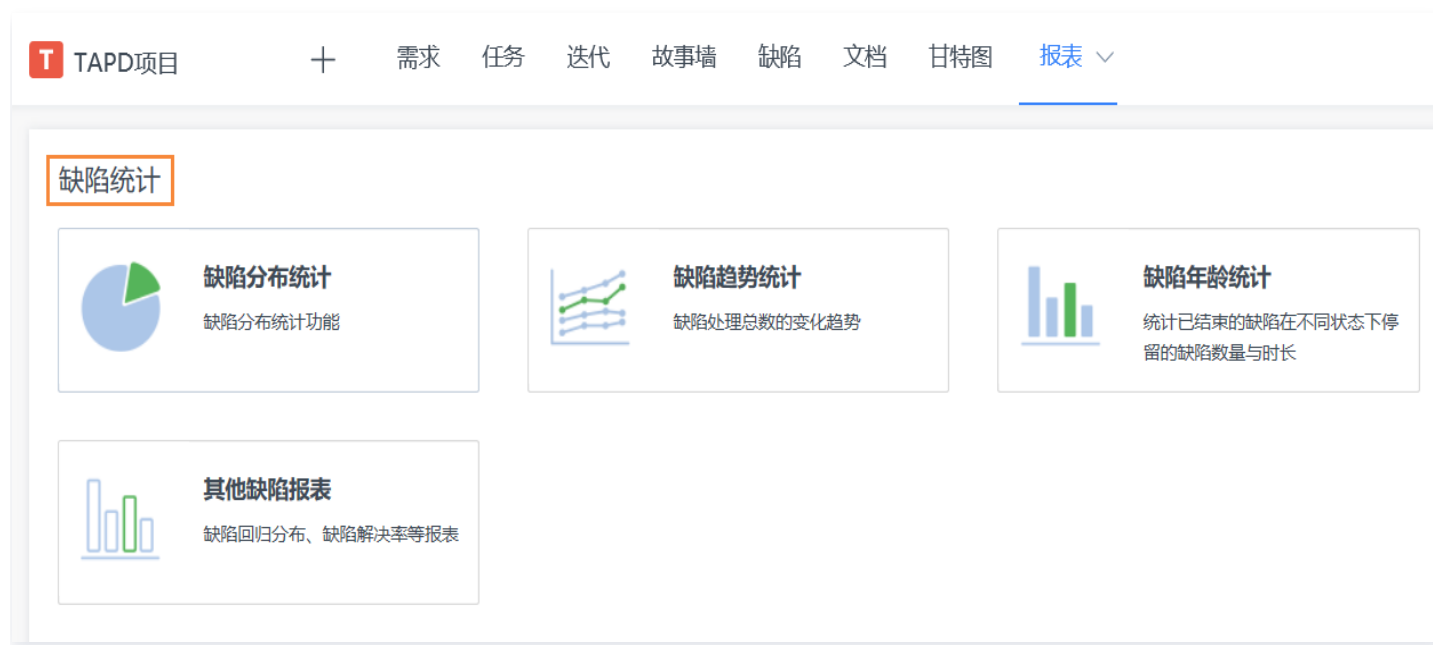 T TAPD项目 需求 任务 迭代 故事墙 缺陷 文档 甘特图 报表
缺陷统计
缺陷分布统计
缺陷分布统计功能
缺陷趋势统计
缺陷处理总数的变化趋势
缺陷年龄统计
统计已结束的缺陷在不同状态下停
留的缺陷数量与时长
其他缺陷报表
缺陷回归分布、缺陷解决率等报表